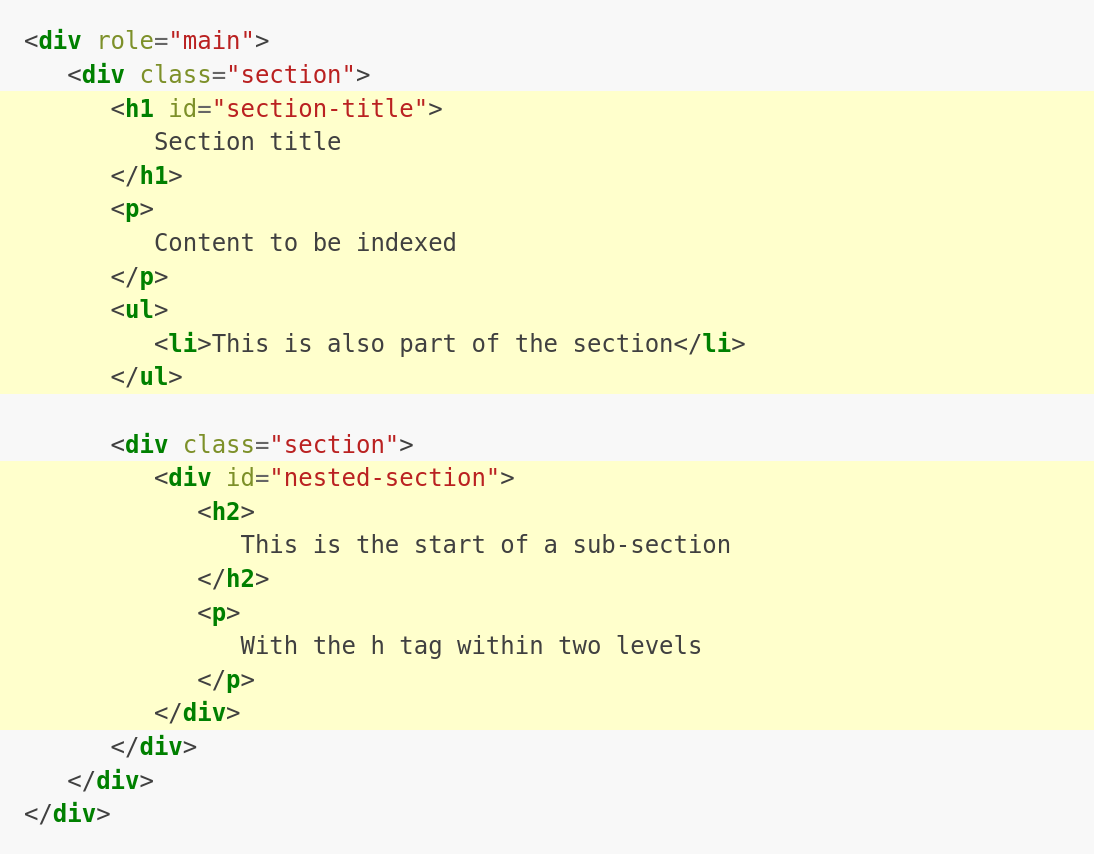 <div role="main">
   <div class="section">
      <h1 id="section-title">
         Section title
      </h1>
      <p>
         Content to be indexed
      </p>
      <ul>
         <li>This is also part of the section</li>
      </ul>

      <div class="section">
         <div id="nested-section">
            <h2>
               This is the start of a sub-section
            </h2>
            <p>
               With the h tag within two levels
            </p>
         </div>
      </div>
   </div>
</div>